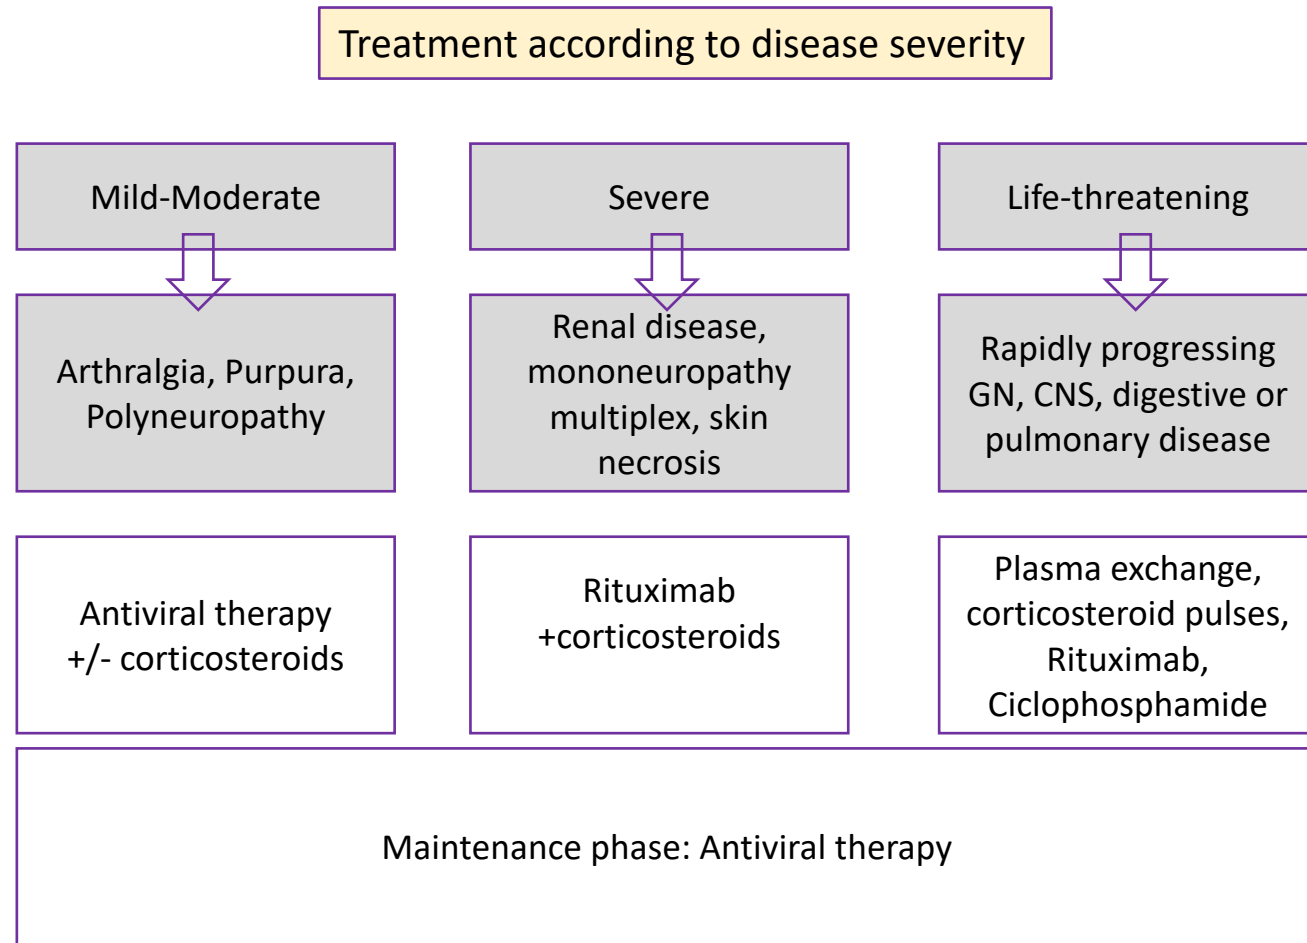 Treatment according to disease severity
Mild-Moderate
Severe
Life-threatening
Arthralgia, Purpura,
Polyneuropathy
Renal disease,
mononeuropathy
multiplex, skin
necrosis
Rapidly progressing
GN, CNS, digestive or
pulmonary disease
Antiviral therapy
+/- corticosteroids
Rituximab
+corticosteroids
Plasma exchange,
corticosteroid pulses,
Rituximab,
Ciclophosphamide
Maintenance phase: Antiviral therapy